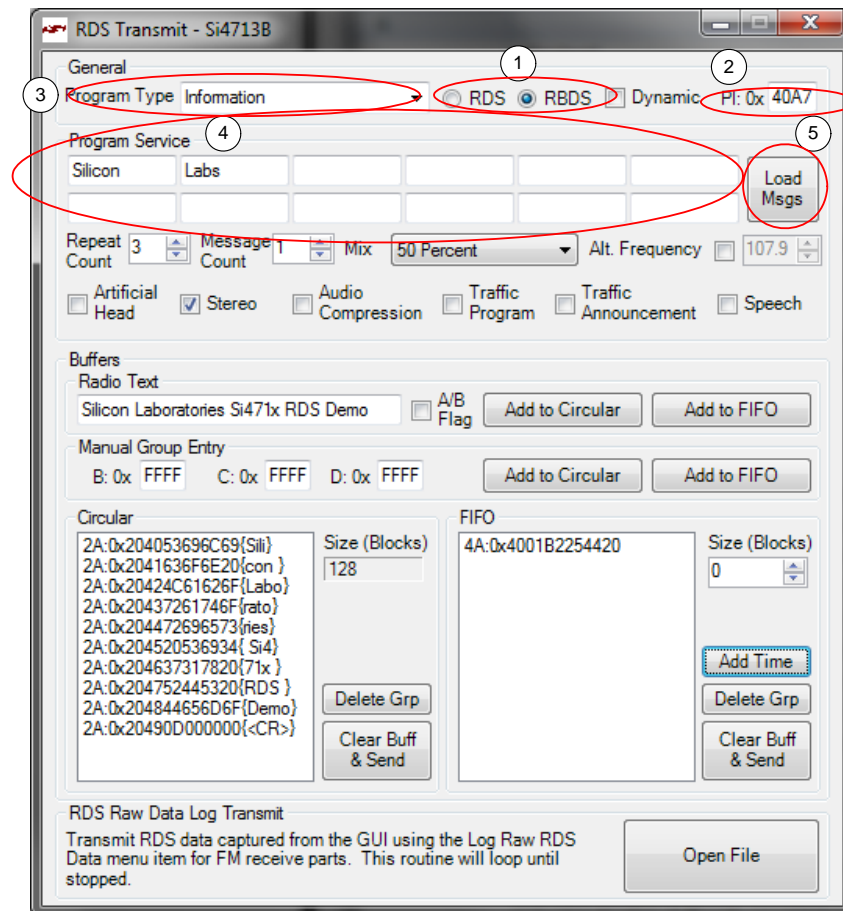 RDS Transmit - Si4713B
General
1
2
3
Program Type Information RDS RBDS Dynamic PI: 0x 40A7
4
5
Program Service
Silicon Labs
Load
Msgs
Repeat
Count 3 Message
Count 1 Mix 50 Percent Alt. Frequency 107.9
Artificial
Head Stereo Audio
Compression Traffic
Program Traffic
Announcement Speech
Buffers
Radio Text
Silicon Laboratories Si471x RDS Demo A/B
Flag Add to Circular Add to FIFO
Manual Group Entry
B: 0x FFFF C: 0x FFFF D: 0x FFFF Add to Circular Add to FIFO
Circular
2A:0x204053696C69{Sili}
2A:0x2041636F6E20{con }
2A:0x20424C61626F{Labo}
2A:0x20437261746F{rato}
2A:0x204472696573{ries}
2A:0x204520536934{ Si4}
2A:0x204637317820{71x }
2A:0x204752445320{RDS }
2A:0x204844656D6F{Demo}
2A:0x20490D000000{<CR>}
Size (Blocks)
128
Delete Grp
Clear Buff
& Send
FIFO
4A:0x4001B2254420
Size (Blocks)
0
Add Time
Delete Grp
Clear Buff
& Send
RDS Raw Data Log Transmit
Transmit RDS data captured from the GUI using the Log Raw RDS
Data menu item for FM receive parts. This routine will loop until
stopped.
Open File